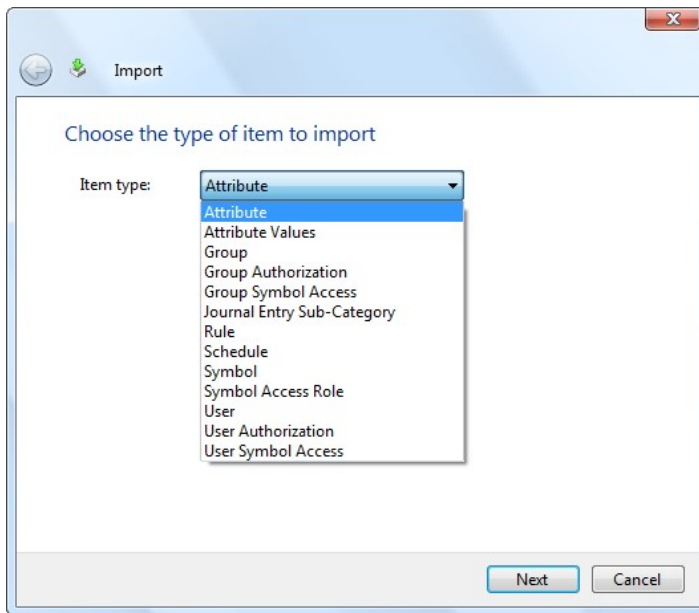 Import
Choose the type of item to import
Item type: Attribute
Attribute
Attribute Values
Group
Group Authorization
Group Symbol Access
Journal Entry Sub-Category
Rule
Schedule
Symbol
Symbol Access Role
User
User Authorization
User Symbol Access
Next Cancel